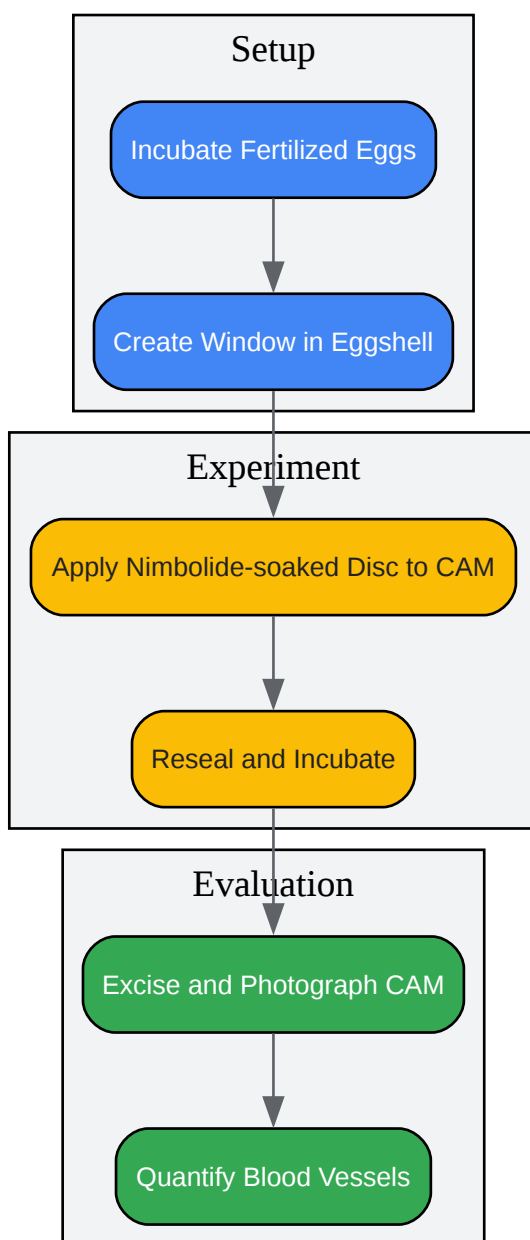 Setup
Incubate Fertilized Eggs
Create Window in Eggshell
Experiment
Apply Nimbolide-soaked Disc to CAM
Reseal and Incubate
Evaluation
Excise and Photograph CAM
Quantify Blood Vessels